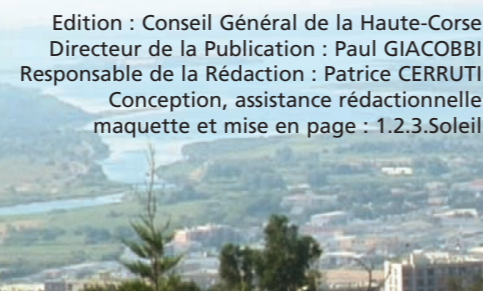 Edition : Conseil Général de la Haute-Corse
Directeur de la Publication : Paul GIACOBBI
Responsable de la Rédaction : Patrice CERRUTI
Conception, assistance rédactionnelle
maquette et mise en page : 1.2.3.Soleil